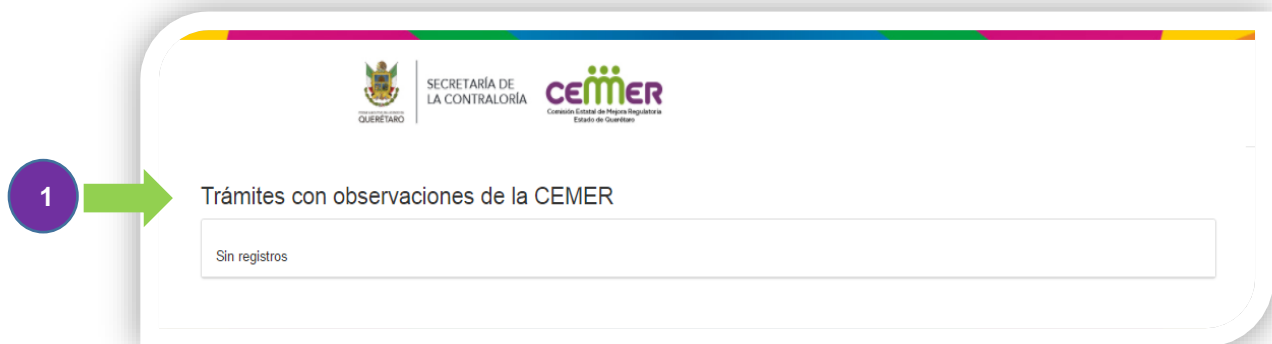 SECRETARÍA DE
LA CONTRALORÍA
QUERÉTARO
CEMER
Comisión Estatal de Mejora Regulatoria
Estado de Querétaro
1
Trámites con observaciones de la CEMER
Sin registros